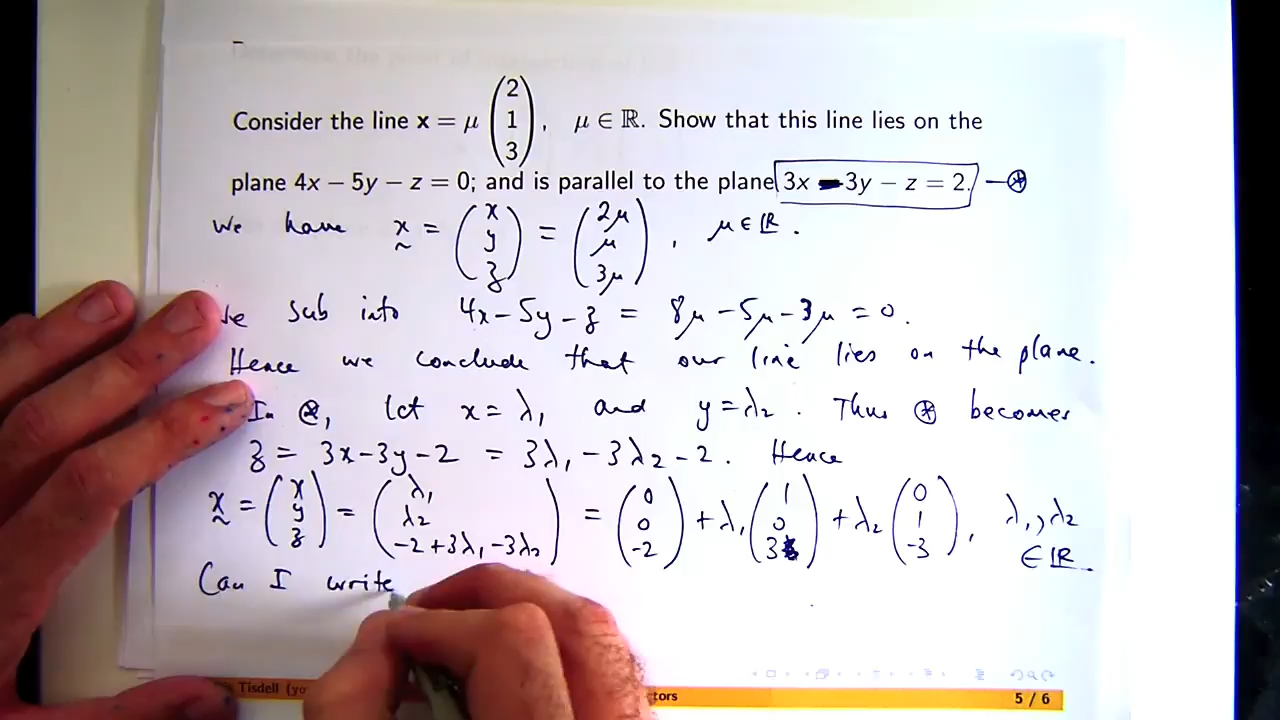 Consider the line x = μ (2 1 3), μ ∈ ℝ. Show that this line lies on the
plane 4x − 5y − z = 0; and is parallel to the plane 3x − 3y − z = 2. —⊛
We have x = (x y z) = (2μ μ 3μ), μ ∈ ℝ.
We sub into 4x − 5y − z = 8μ − 5μ − 3μ = 0.
Hence we conclude that our line lies on the plane.
In ⊛, let x = λ₁ and y = λ₂. Thus ⊛ becomes
z = 3x − 3y − 2 = 3λ₁ − 3λ₂ − 2. Hence
x = (x y z) = (λ₁ λ₂ −2 + 3λ₁ − 3λ₂) = (0 0 −2) + λ₁ (1 0 3) + λ₂ (0 1 −3), λ₁, λ₂ ∈ ℝ.
Can I write
Tisdell
5 / 6